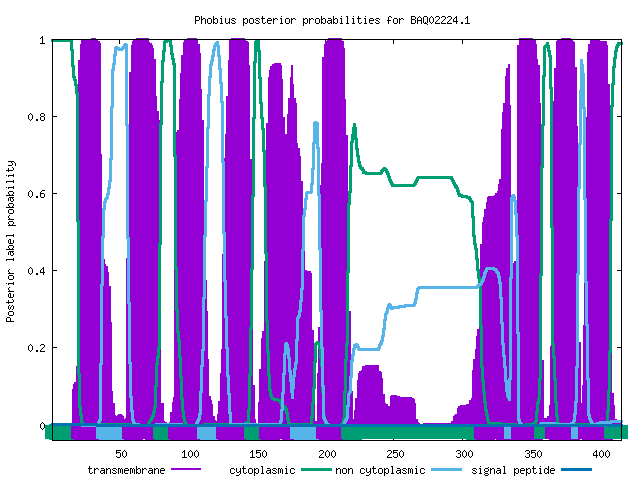 Phobius posterior probabilities for BAQ02224.1
Posterior label probability
1
0.8
0.6
0.4
0.2
0
50 100 150 200 250 300 350 400
transmembrane cytoplasmic non cytoplasmic signal peptide